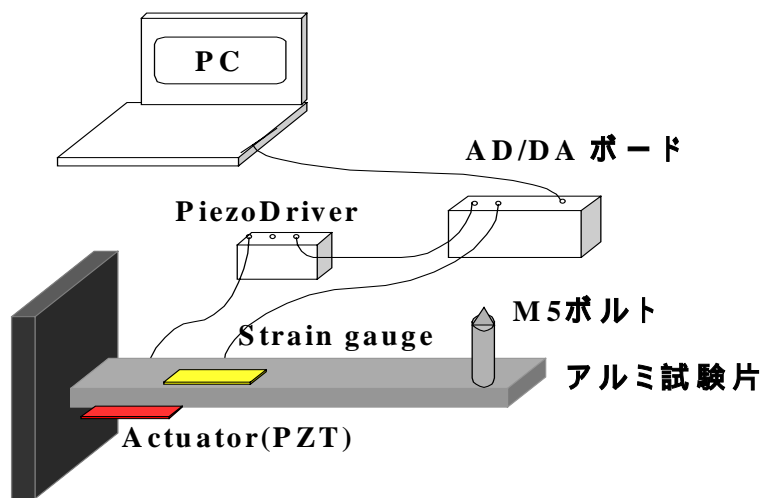 PC
AD/DA ボード
PiezoDriver
M5ボルト
Strain gauge
アルミ試験片
Actuator(PZT)